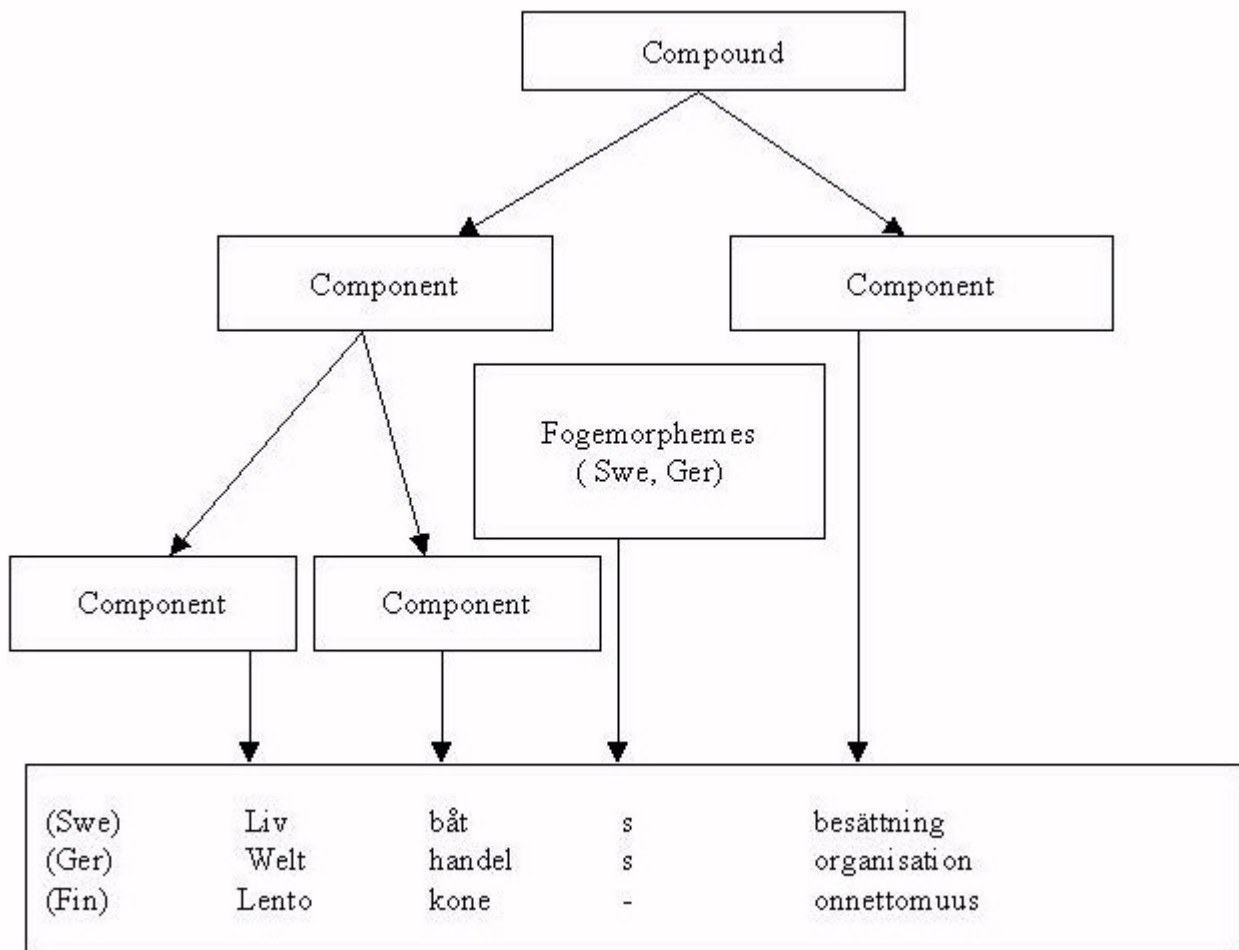 Compound
Component Component
Fogemorphemes
( Swe, Ger)
Component Component
(Swe) Liv båt s besättning
(Ger) Welt handel s organisation
(Fin) Lento kone - onnettomuus